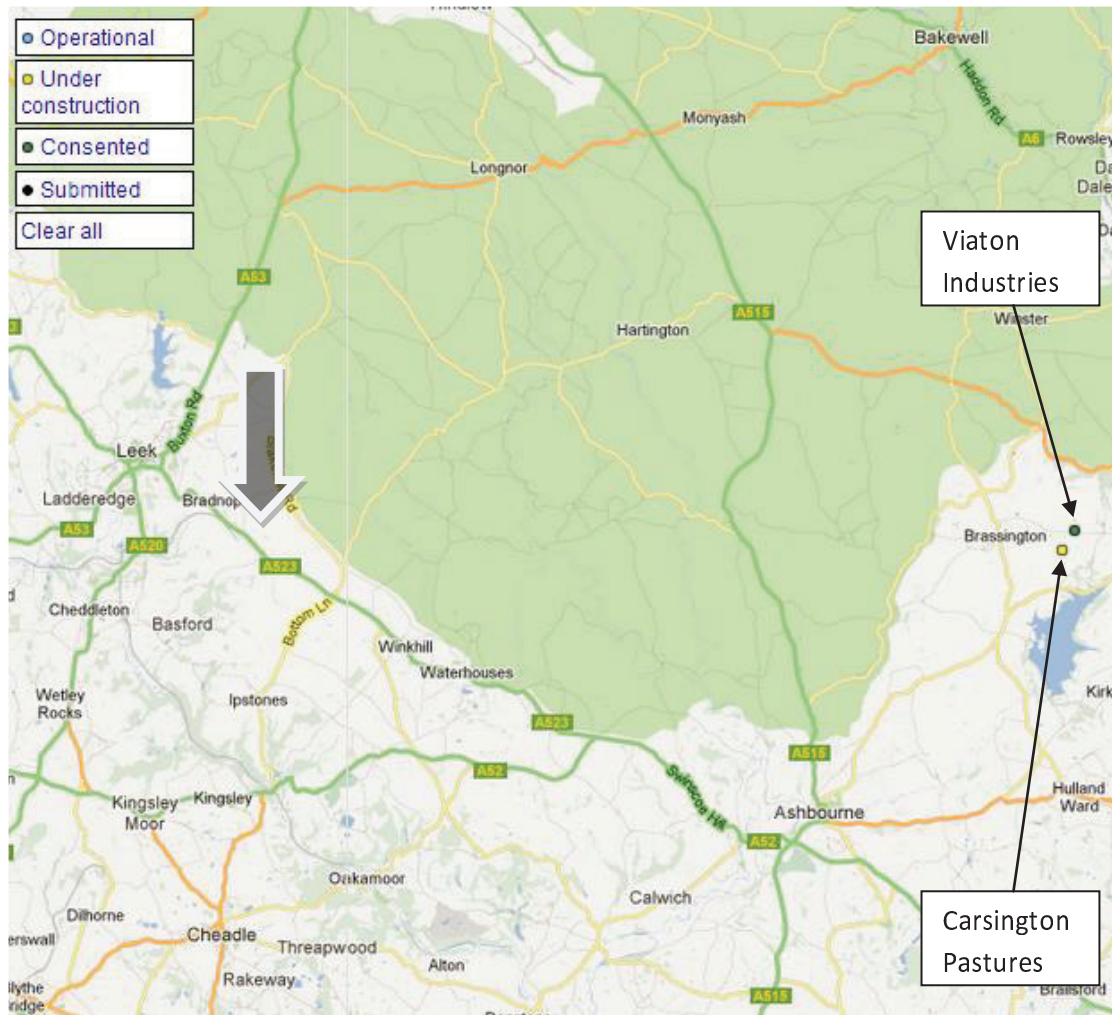 Operational
Under
construction
Consented
Submitted
Clear all
Bakewell
Haddon Rd
A6
Rowsley
Monyash
Longnor
Viaton
Industries
A53
A515
Hartington
Winster
Buxton Rd
Leek
Ladderedge
Bradnop
A53
A520
A523
Brassington
Cheddleton
Basford
Bottom Ln
Winkhill
Waterhouses
Wetley
Rocks
Ipstones
Kirk
A523
A515
A52
Swinscoe Hill
Kingsley
Moor
Kingsley
Hulland
Ward
Ashbourne
A52
Oakamoor
Calwich
Dilhorne
Cheadle
Threapwood
Alton
Rakeway
Carsington
Pastures
Brailsford
A515